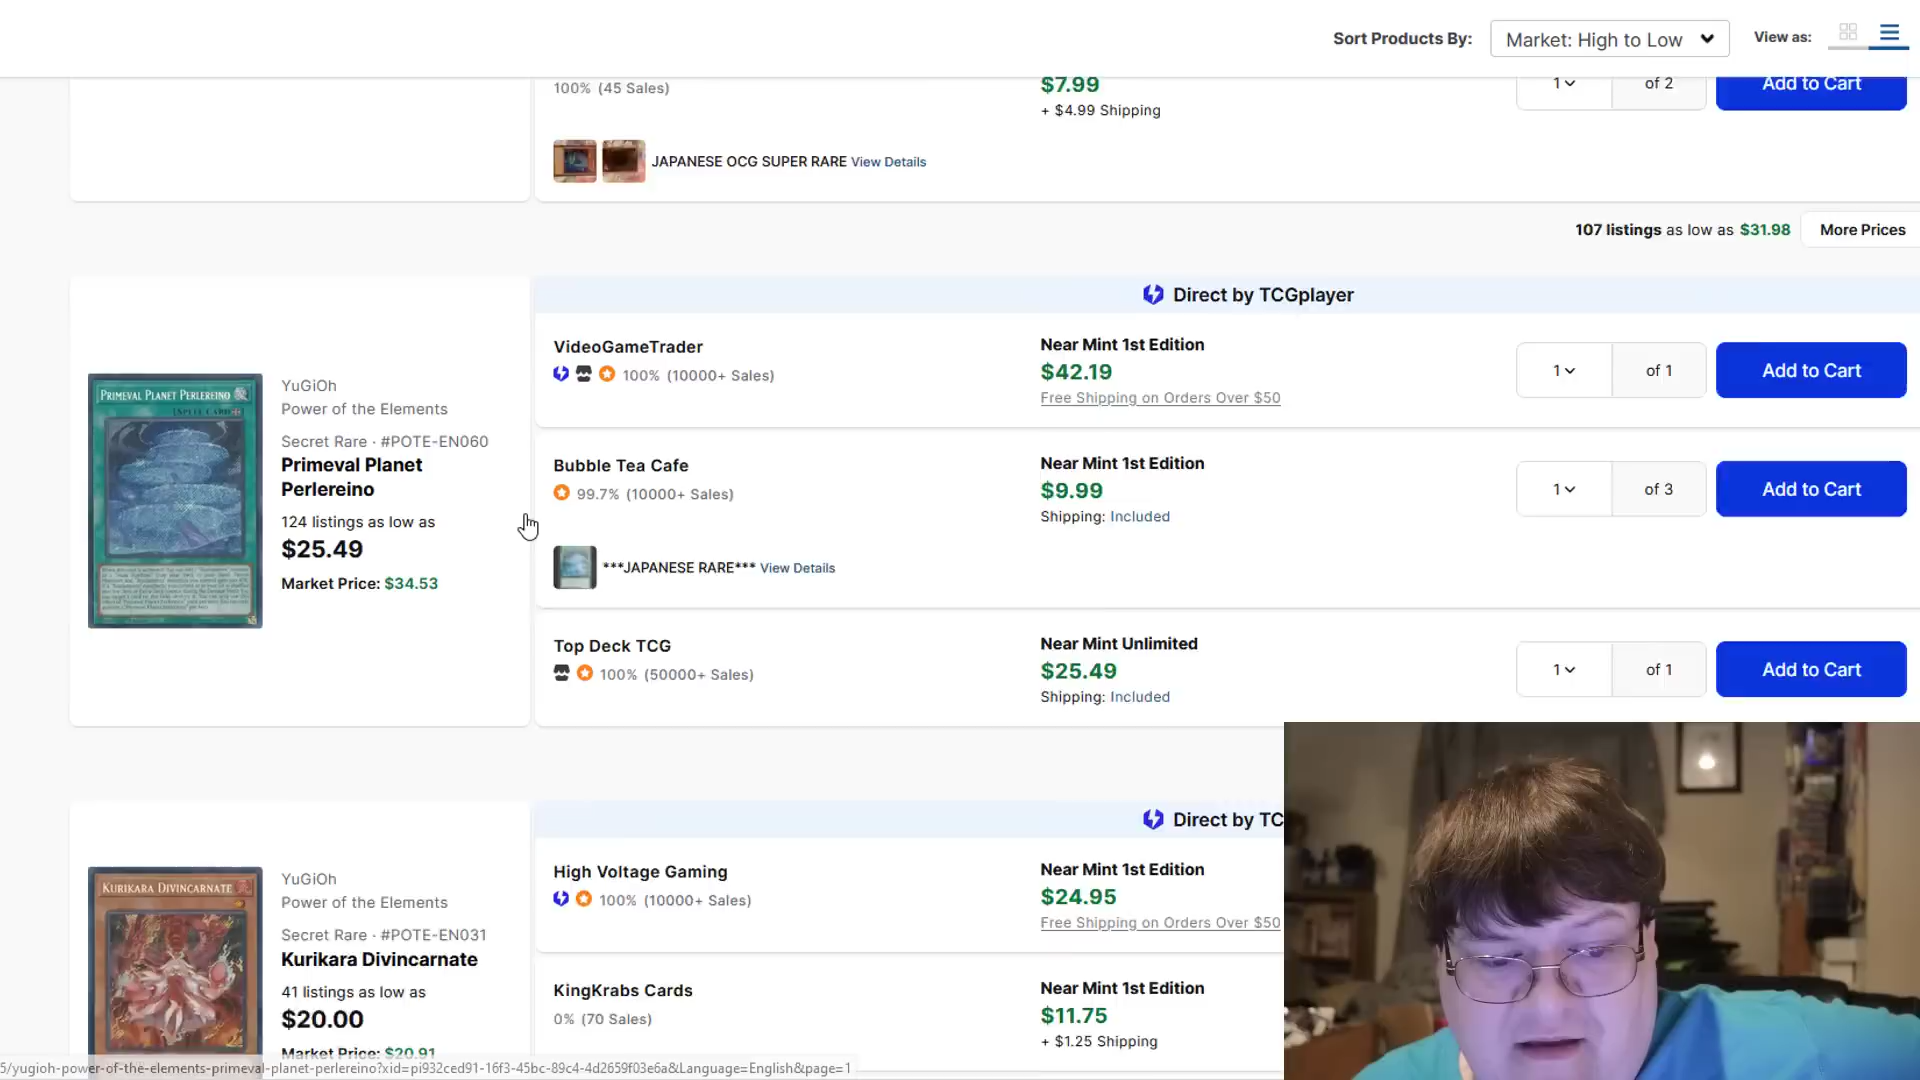 Sort Products By:
Market: High to Low
View as:
100% (45 Sales)
$7.99
+ $4.99 Shipping
1
of 2
Add to Cart
JAPANESE OCG SUPER RARE View Details
107 listings as low as $31.98
More Prices
Direct by TCGplayer
PRIMEVAL PLANET PERLEREINO
YuGiOh
Power of the Elements
Secret Rare · #POTE-EN060
Primeval Planet
Perlereino
124 listings as low as
$25.49
Market Price: $34.53
VideoGameTrader
100% (10000+ Sales)
Near Mint 1st Edition
$42.19
Free Shipping on Orders Over $50
1
of 1
Add to Cart
Bubble Tea Cafe
99.7% (10000+ Sales)
Near Mint 1st Edition
$9.99
Shipping: Included
1
of 3
Add to Cart
***JAPANESE RARE*** View Details
Top Deck TCG
100% (50000+ Sales)
Near Mint Unlimited
$25.49
Shipping: Included
1
of 1
Add to Cart
Direct by TC
KURIKARA DIVINCARNATE
YuGiOh
Power of the Elements
Secret Rare · #POTE-EN031
Kurikara Divincarnate
41 listings as low as
$20.00
Market Price: $20.91
High Voltage Gaming
100% (10000+ Sales)
Near Mint 1st Edition
$24.95
Free Shipping on Orders Over $50
KingKrabs Cards
0% (70 Sales)
Near Mint 1st Edition
$11.75
+ $1.25 Shipping
5/yugioh-power-of-the-elements-primeval-planet-perlereino?xid=pi932ced91-16f3-45bc-89c4-4d2659f03e6a&Language=English&page=1